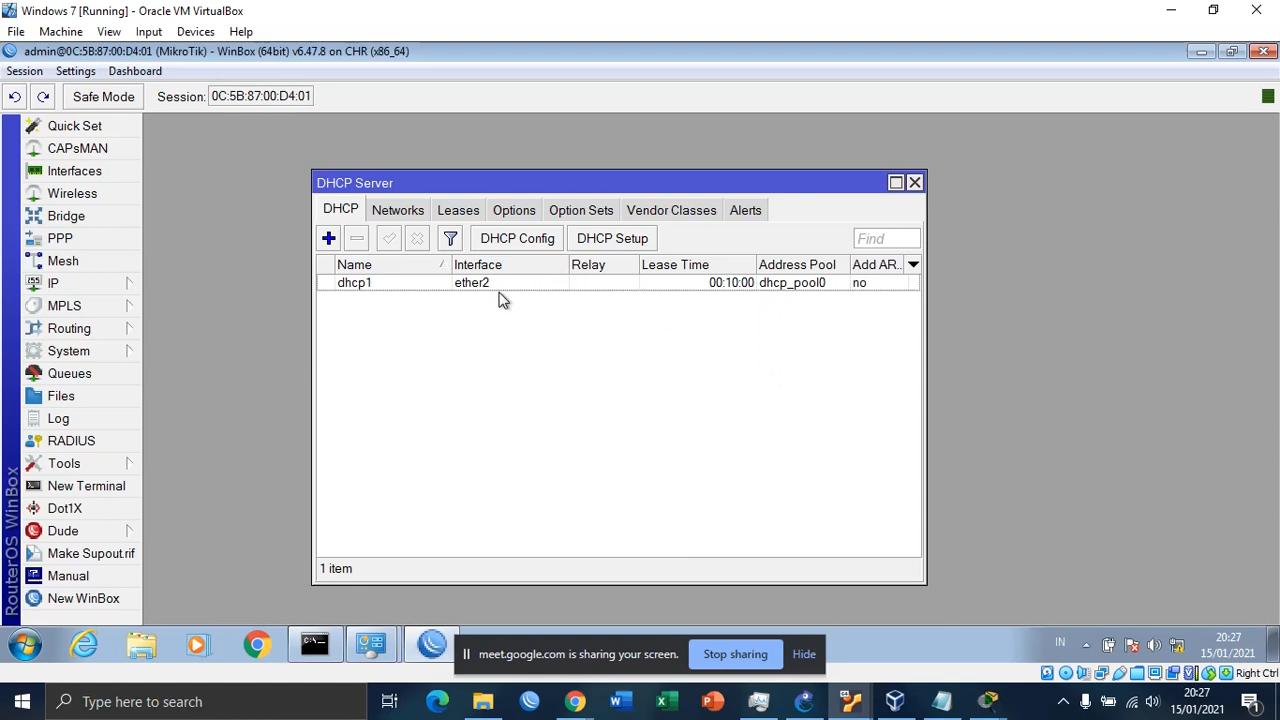 Windows 7 [Running] - Oracle VM VirtualBox
File Machine View Input Devices Help
admin@0C:5B:87:00:D4:01 (MikroTik) - WinBox (64bit) v6.47.8 on CHR (x86_64)
Session Settings Dashboard
Safe Mode Session: 0C:5B:87:00:D4:01
Quick Set
CAPsMAN
Interfaces
Wireless
Bridge
PPP
Mesh
IP
MPLS
Routing
System
Queues
Files
Log
RADIUS
Tools
New Terminal
Dot1X
Dude
Make Supout.rif
Manual
New WinBox
RouterOS WinBox
DHCP Server
DHCP Networks Leases Options Option Sets Vendor Classes Alerts
DHCP Config DHCP Setup Find
Name Interface Relay Lease Time Address Pool Add AR..
dhcp1 ether2 00:10:00 dhcp_pool0 no
1 item
meet.google.com is sharing your screen. Stop sharing Hide
IN 20:27
15/01/2021
Right Ctrl
Type here to search
20:27
15/01/2021
1